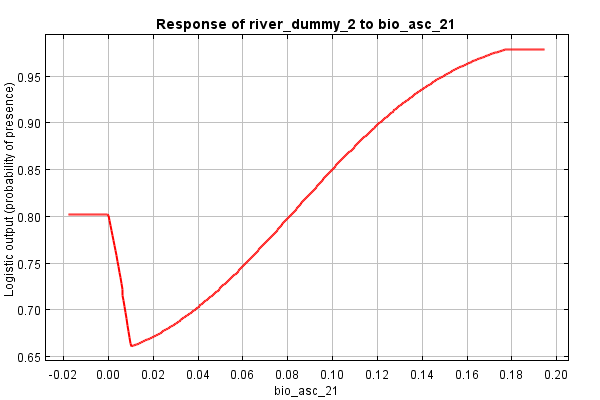 Response of river_dummy_2 to bio_asc_21
Logistic output (probability of presence)
0.95
0.90
0.85
0.80
0.75
0.70
0.65
-0.02 0.00 0.02 0.04 0.06 0.08 0.10 0.12 0.14 0.16 0.18 0.20
bio_asc_21